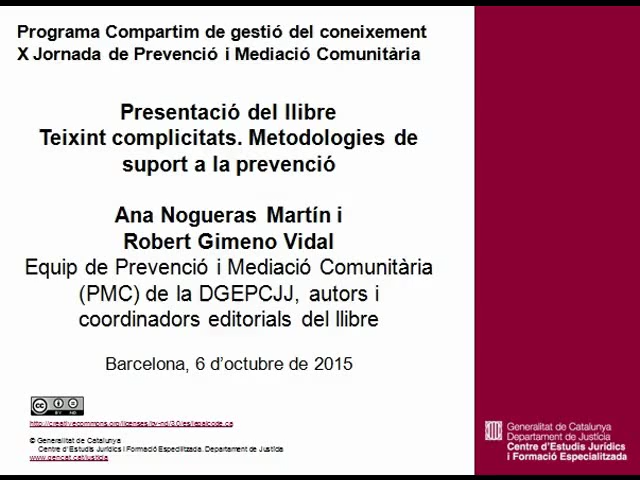 Programa Compartim de gestió del coneixement
X Jornada de Prevenció i Mediació Comunitària
Presentació del llibre
Teixint complicitats. Metodologies de
suport a la prevenció
Ana Nogueras Martín i
Robert Gimeno Vidal
Equip de Prevenció i Mediació Comunitària
(PMC) de la DGEPCJJ, autors i
coordinadors editorials del llibre
Barcelona, 6 d'octubre de 2015
cc
BY ND
http://creativecommons.org/licenses/by-nd/3.0/es/legalcode.ca
© Generalitat de Catalunya
Centre d'Estudis Jurídics i Formació Especilitzada. Departament de Justícia
www.gencat.cat/justicia
Generalitat de Catalunya
Departament de Justícia
Centre d'Estudis Jurídics
i Formació Especialitzada